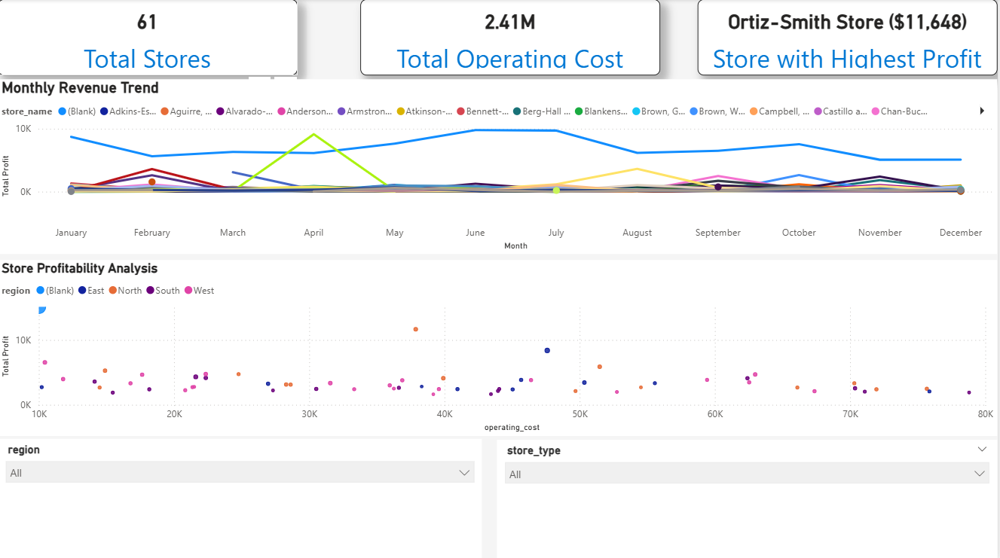 61
Total Stores
2.41M
Total Operating Cost
Ortiz-Smith Store ($11,648)
Store with Highest Profit
Monthly Revenue Trend
store_name (Blank) Adkins-Es... Aguirre, ... Alvarado-... Anderson... Armstron... Atkinson-... Bennett-... Berg-Hall ... Blankens... Brown, G... Brown, W... Campbell, ... Castillo a... Chan-Buc...
10K
Total Profit
0K
January February March April May June July August September October November December
Month
Store Profitability Analysis
region (Blank) East North South West
10K
Total Profit
0K
10K 20K 30K 40K 50K 60K 70K 80K
operating_cost
region
All
store_type
All